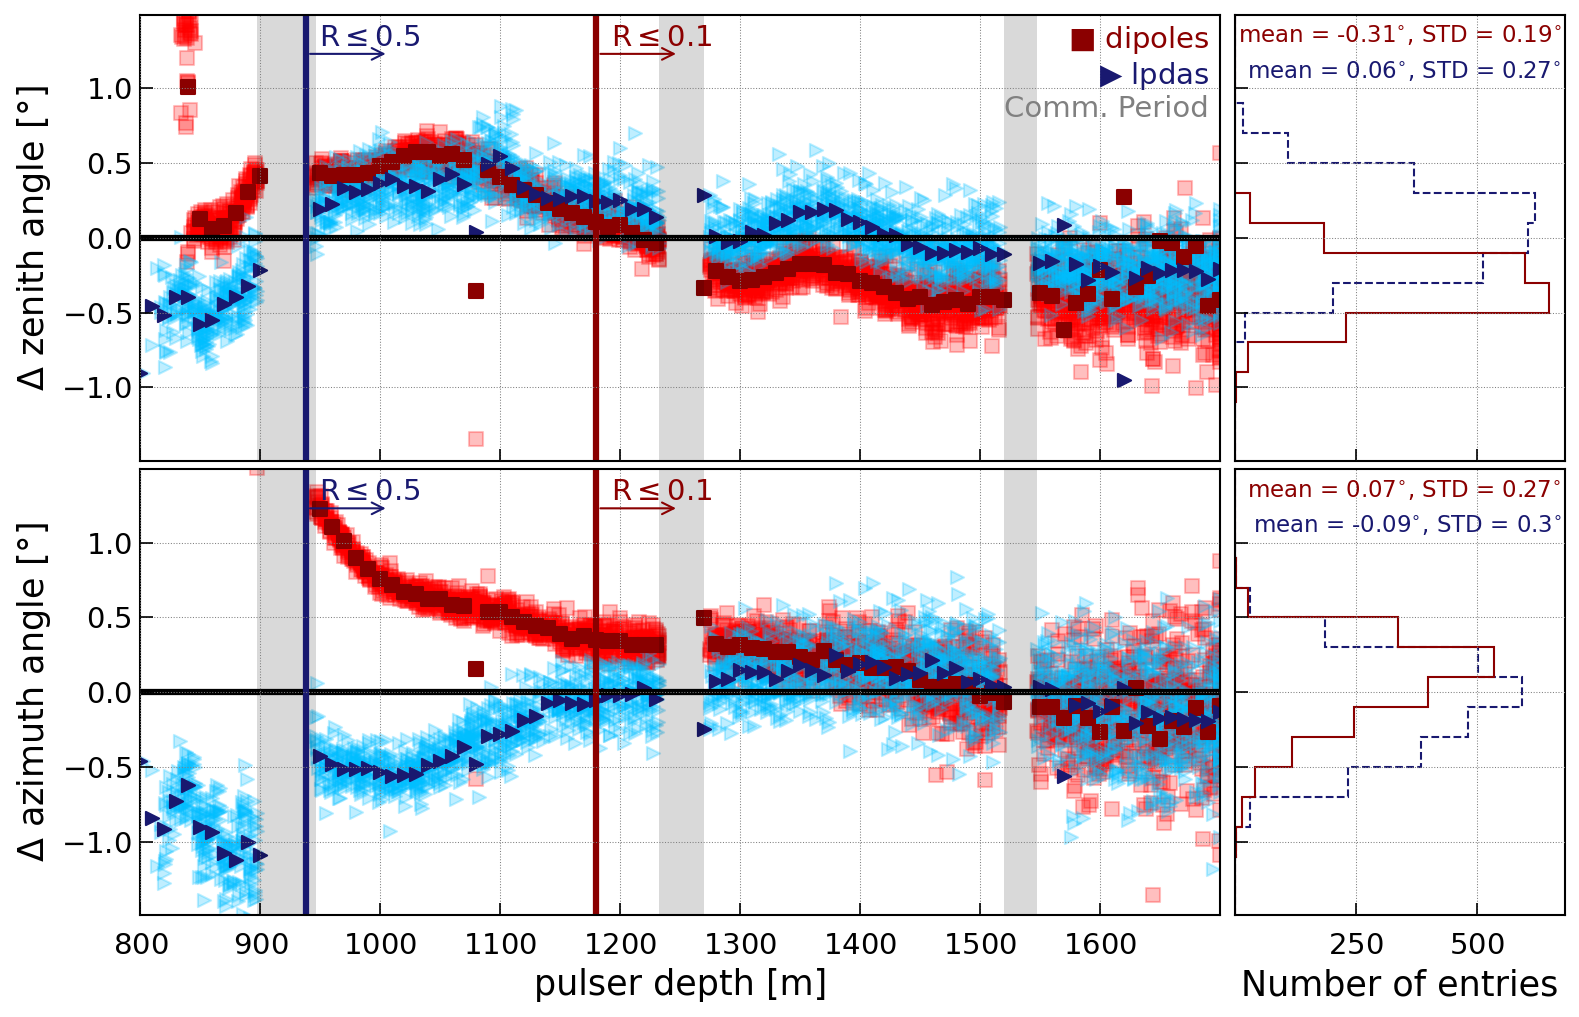 R ≤ 0.5
R ≤ 0.1
dipoles
lpdas
Comm. Period
mean = -0.31°, STD = 0.19°
mean = 0.06°, STD = 0.27°
Δ zenith angle [°]
1.0
0.5
0.0
−0.5
−1.0
R ≤ 0.5
R ≤ 0.1
mean = 0.07°, STD = 0.27°
mean = -0.09°, STD = 0.3°
Δ azimuth angle [°]
1.0
0.5
0.0
−0.5
−1.0
800 900 1000 1100 1200 1300 1400 1500 1600
250 500
pulser depth [m]
Number of entries